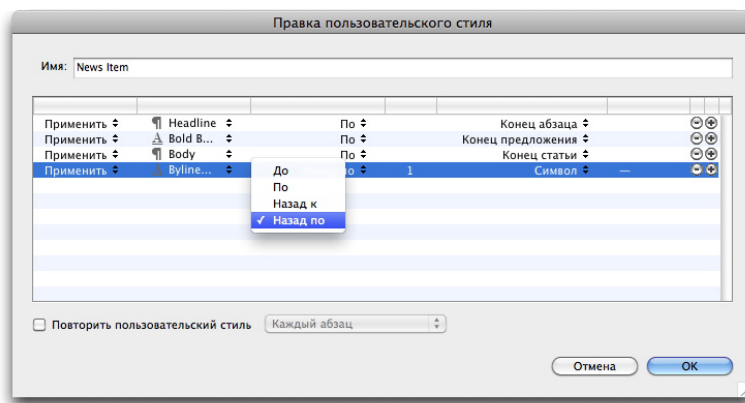 Правка пользовательского стиля
Имя: News Item
Применить ¶ Headline По Конец абзаца
Применить A Bold B... По Конец предложения
Применить ¶ Body По Конец статьи
Применить A Byline... по 1 Символ —
До
По
Назад к
✓ Назад по
Повторить пользовательский стиль Каждый абзац
Отмена OK